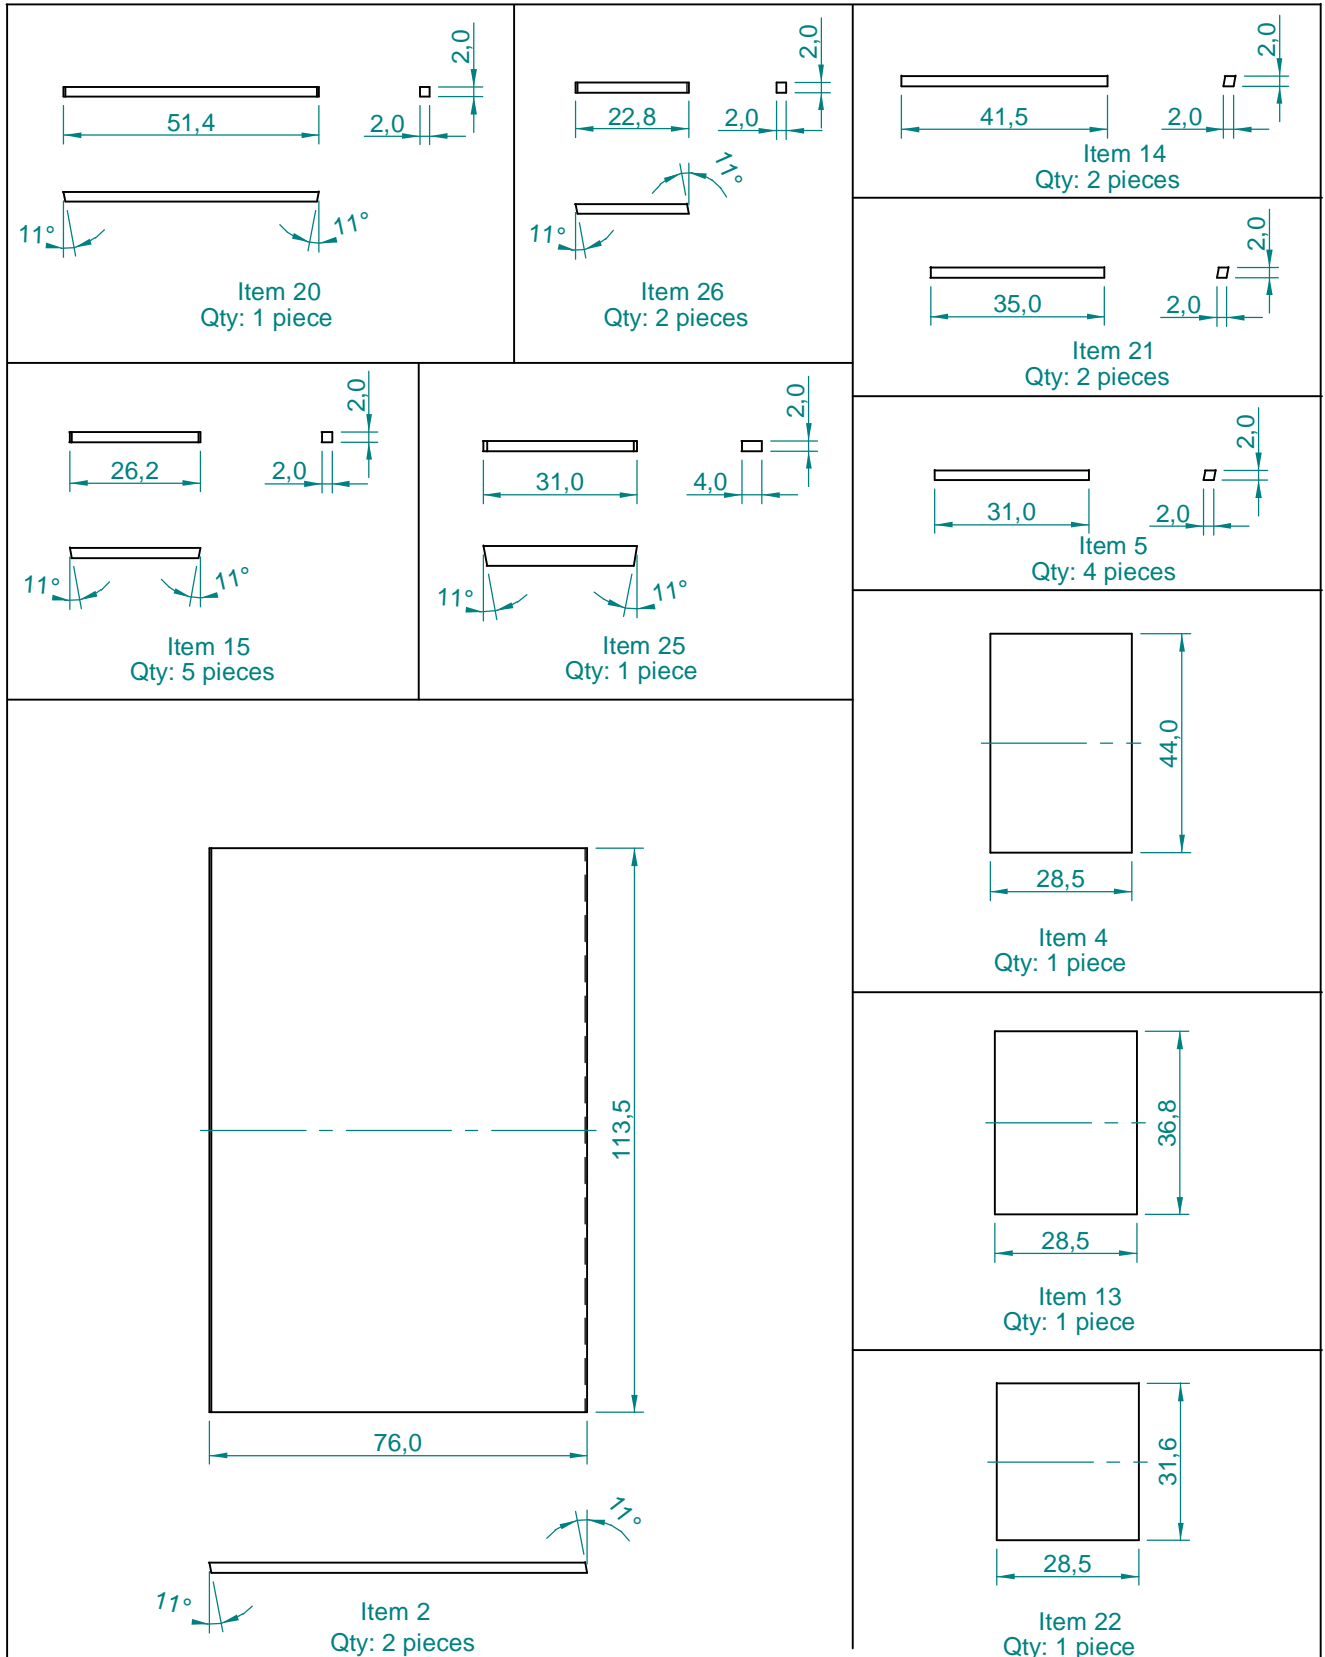 2,0
51,4
2,0
11°
11°
Item 20
Qty: 1 piece
2,0
22,8
2,0
11°
11°
Item 26
Qty: 2 pieces
2,0
41,5
2,0
Item 14
Qty: 2 pieces
2,0
35,0
2,0
Item 21
Qty: 2 pieces
2,0
26,2
2,0
11°
11°
Item 15
Qty: 5 pieces
2,0
31,0
4,0
11°
11°
Item 25
Qty: 1 piece
2,0
31,0
2,0
Item 5
Qty: 4 pieces
44,0
28,5
Item 4
Qty: 1 piece
113,5
76,0
11°
11°
Item 2
Qty: 2 pieces
36,8
28,5
Item 13
Qty: 1 piece
31,6
28,5
Item 22
Qty: 1 piece